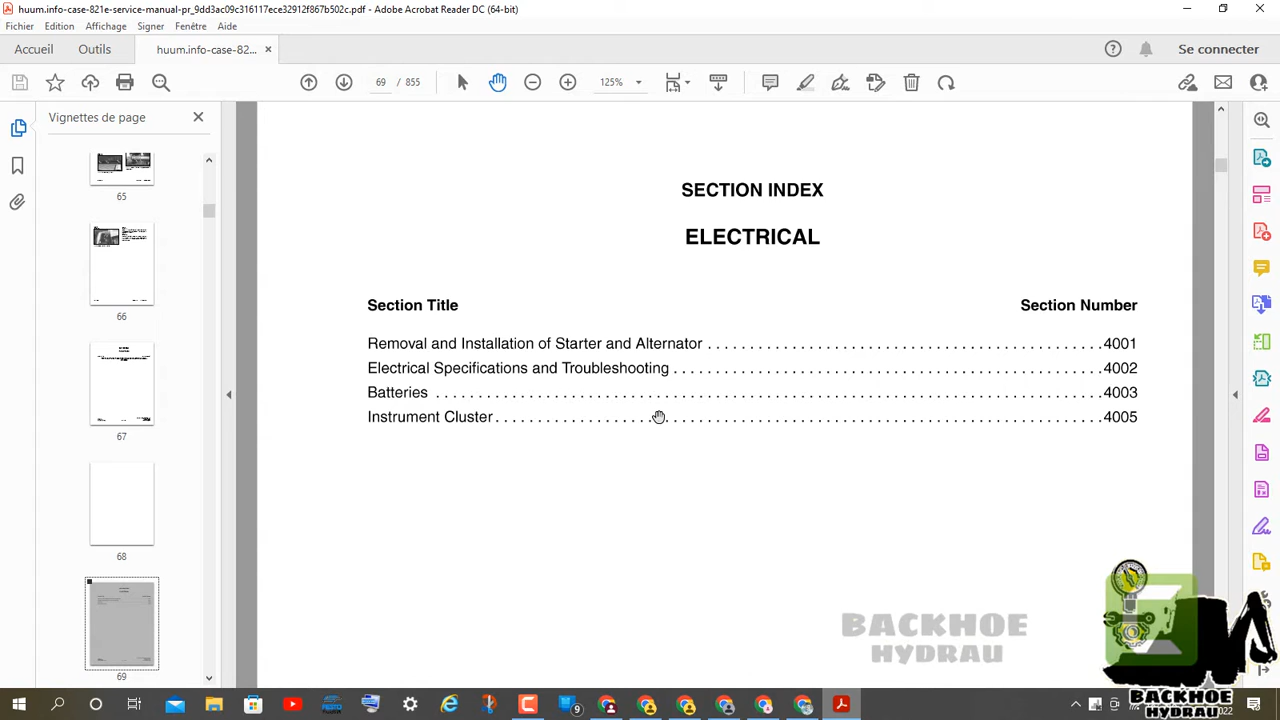 huum.info-case-821e-service-manual-pr_9dd3ac09c316117ece32912f867b502c.pdf - Adobe Acrobat Reader DC (64-bit)
Fichier Edition Affichage Signer Fenêtre Aide
Accueil Outils huum.info-case-82... Se connecter
69 / 855 125%
Vignettes de page
65
66
67
68
69
SECTION INDEX
ELECTRICAL
Section Title Section Number
Removal and Installation of Starter and Alternator . . . . . . . . . . . . . . . . . . . . . . . . . . . . . . . . . . . . . . . . . . 4001
Electrical Specifications and Troubleshooting . . . . . . . . . . . . . . . . . . . . . . . . . . . . . . . . . . . . . . . . . . . . . 4002
Batteries . . . . . . . . . . . . . . . . . . . . . . . . . . . . . . . . . . . . . . . . . . . . . . . . . . . . . . . . . . . . . . . . . . . . . . 4003
Instrument Cluster . . . . . . . . . . . . . . . . . . . . . . . . . . . . . . . . . . . . . . . . . . . . . . . . . . . . . . . . . . . . . . . 4005
BACKHOE
HYDRAU
BACKHOE
HYDRAU
9